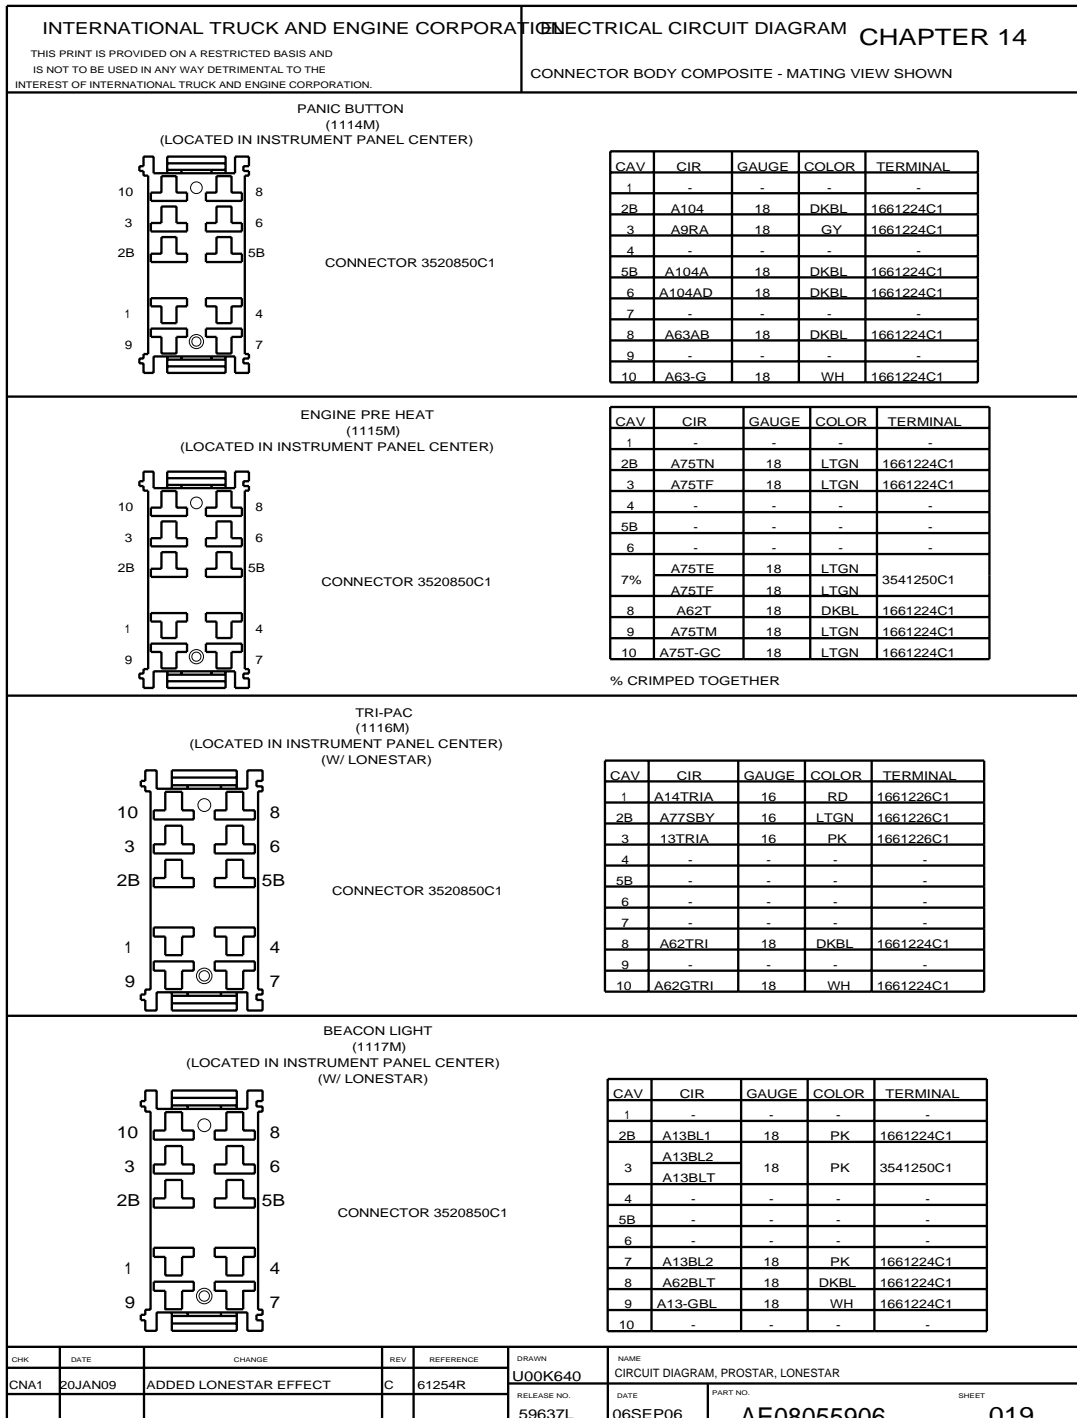 INTERNATIONAL TRUCK AND ENGINE CORPORATION
THIS PRINT IS PROVIDED ON A RESTRICTED BASIS AND
IS NOT TO BE USED IN ANY WAY DETRIMENTAL TO THE
INTEREST OF INTERNATIONAL TRUCK AND ENGINE CORPORATION.
ELECTRICAL CIRCUIT DIAGRAM CHAPTER 14
CONNECTOR BODY COMPOSITE - MATING VIEW SHOWN
PANIC BUTTON
(1114M)
(LOCATED IN INSTRUMENT PANEL CENTER)
10 8
3 6
2B 5B
CONNECTOR 3520850C1
1 4
9 7
CAV CIR GAUGE COLOR TERMINAL
1 - - - -
2B A104 18 DKBL 1661224C1
3 A9RA 18 GY 1661224C1
4 - - - -
5B A104A 18 DKBL 1661224C1
6 A104AD 18 DKBL 1661224C1
7 - - - -
8 A63AB 18 DKBL 1661224C1
9 - - - -
10 A63-G 18 WH 1661224C1
ENGINE PRE HEAT
(1115M)
(LOCATED IN INSTRUMENT PANEL CENTER)
10 8
3 6
2B 5B
CONNECTOR 3520850C1
1 4
9 7
CAV CIR GAUGE COLOR TERMINAL
1 - - - -
2B A75TN 18 LTGN 1661224C1
3 A75TF 18 LTGN 1661224C1
4 - - - -
5B - - - -
6 - - - -
7% A75TE 18 LTGN 3541250C1
A75TF 18 LTGN
8 A62T 18 DKBL 1661224C1
9 A75TM 18 LTGN 1661224C1
10 A75T-GC 18 LTGN 1661224C1
% CRIMPED TOGETHER
TRI-PAC
(1116M)
(LOCATED IN INSTRUMENT PANEL CENTER)
(W/ LONESTAR)
10 8
3 6
2B 5B
CONNECTOR 3520850C1
1 4
9 7
CAV CIR GAUGE COLOR TERMINAL
1 A14TRIA 16 RD 1661226C1
2B A77SBY 16 LTGN 1661226C1
3 13TRIA 16 PK 1661226C1
4 - - - -
5B - - - -
6 - - - -
7 - - - -
8 A62TRI 18 DKBL 1661224C1
9 - - - -
10 A62GTRI 18 WH 1661224C1
BEACON LIGHT
(1117M)
(LOCATED IN INSTRUMENT PANEL CENTER)
(W/ LONESTAR)
10 8
3 6
2B 5B
CONNECTOR 3520850C1
1 4
9 7
CAV CIR GAUGE COLOR TERMINAL
1 - - - -
2B A13BL1 18 PK 1661224C1
3 A13BL2 18 PK 3541250C1
A13BLT
4 - - - -
5B - - - -
6 - - - -
7 A13BL2 18 PK 1661224C1
8 A62BLT 18 DKBL 1661224C1
9 A13-GBL 18 WH 1661224C1
10 - - - -
CHK DATE CHANGE REV REFERENCE DRAWN NAME
CNA1 20JAN09 ADDED LONESTAR EFFECT C 61254R U00K640 CIRCUIT DIAGRAM, PROSTAR, LONESTAR
RELEASE NO. DATE PART NO. SHEET
59637L 06SEP06 AE08055906 019